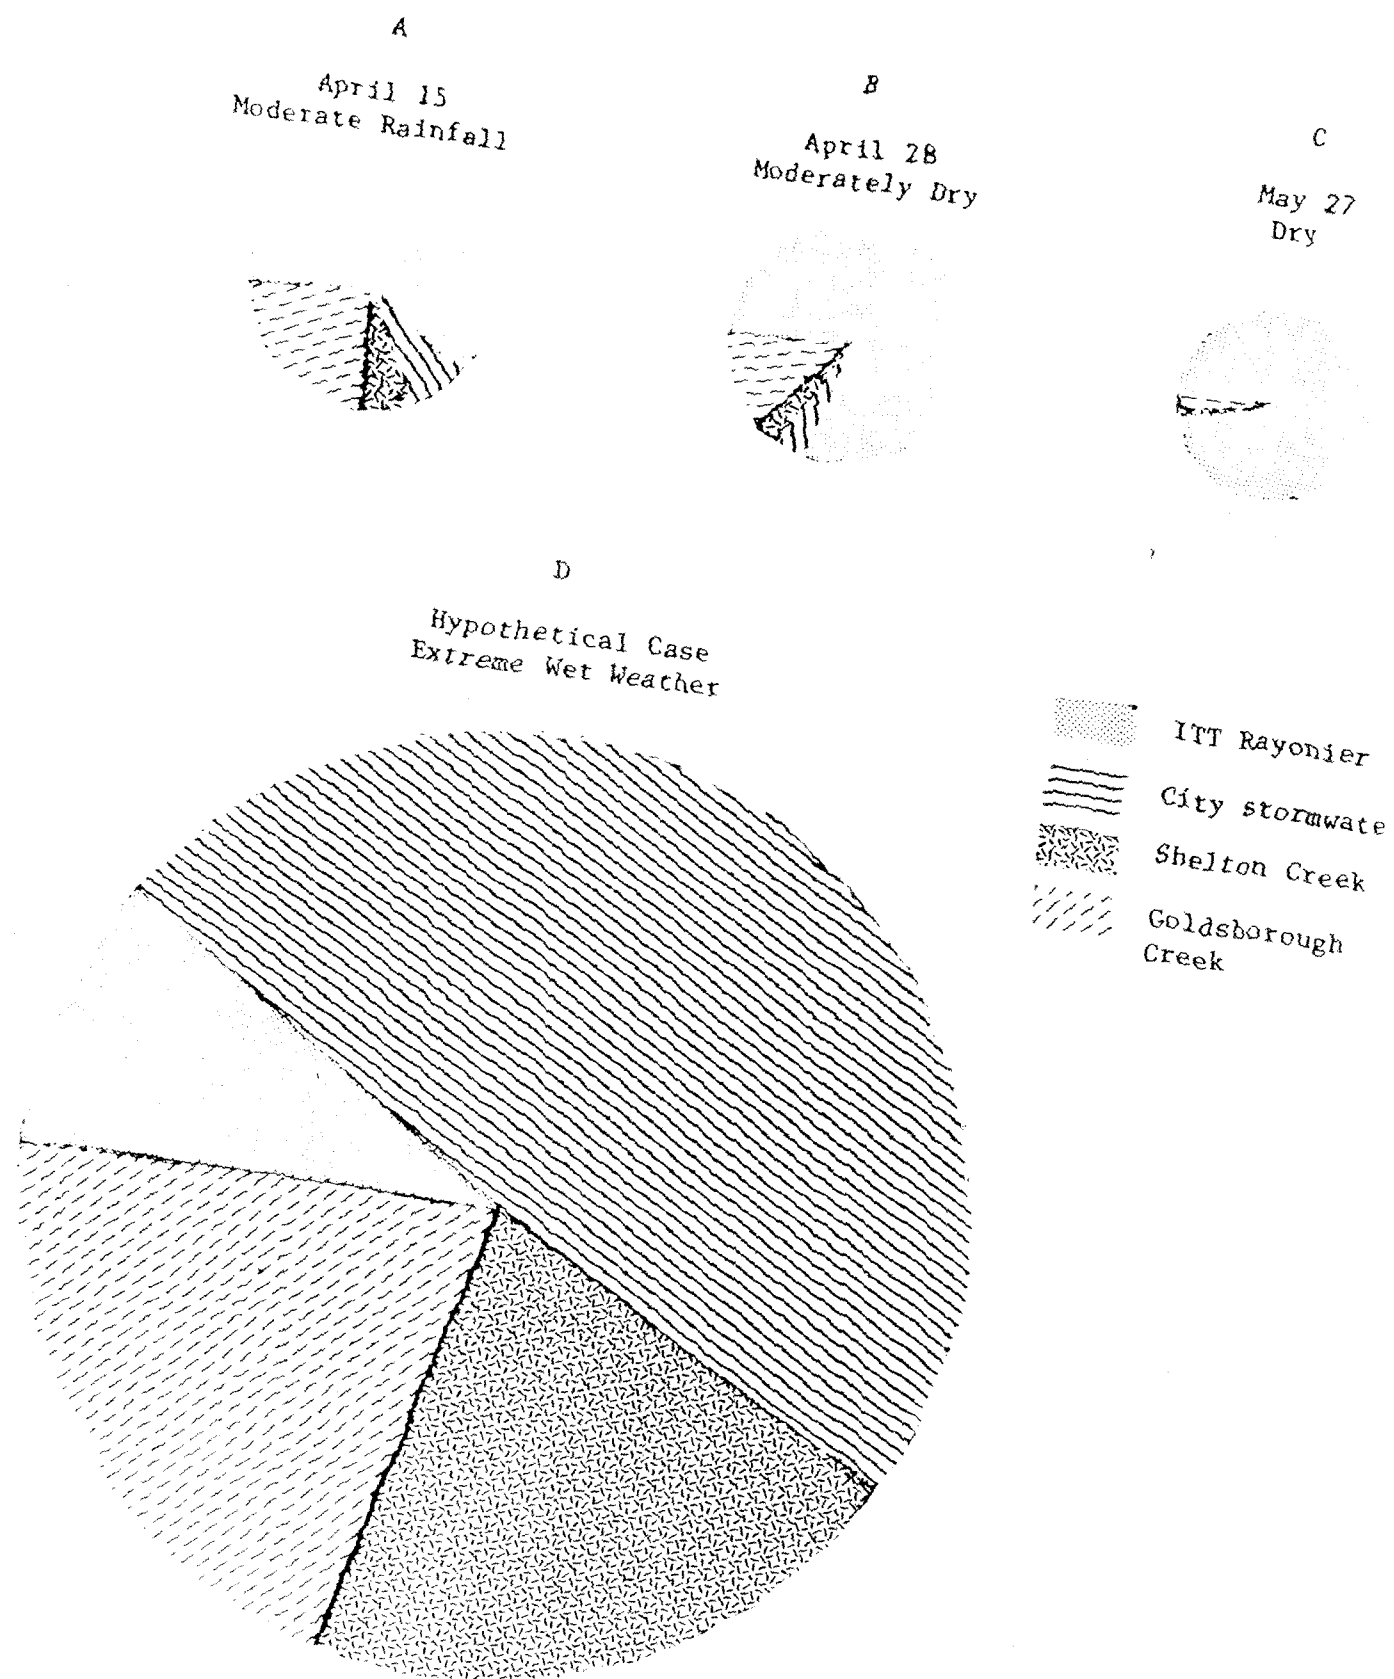 A
April 15
Moderate Rainfall
B
April 28
Moderately Dry
C
May 27
Dry
D
Hypothetical Case
Extreme Wet Weather
ITT Rayonier
City stormwate
Shelton Creek
Goldsborough
Creek